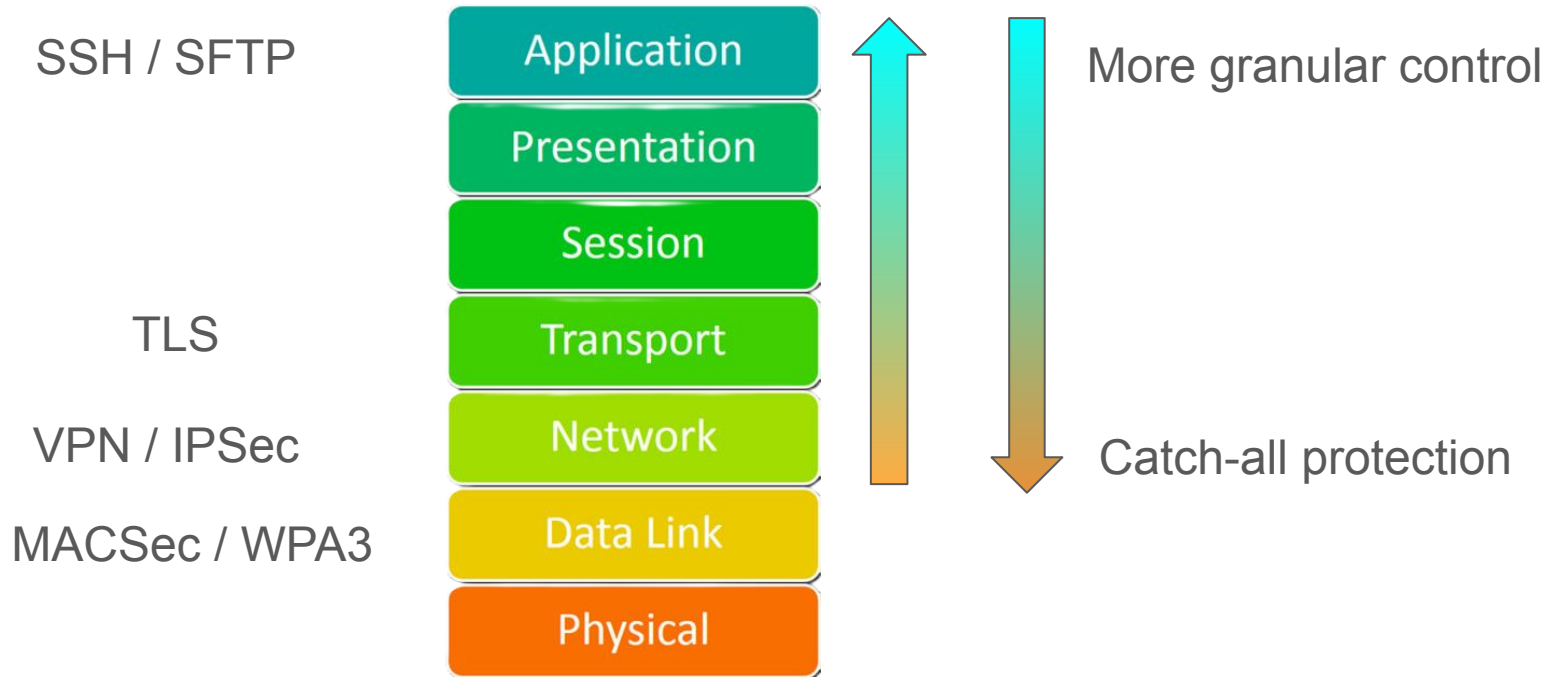 SSH / SFTP
Application
More granular control
Presentation
Session
TLS
Transport
VPN / IPSec
Network
Catch-all protection
MACSec / WPA3
Data Link
Physical